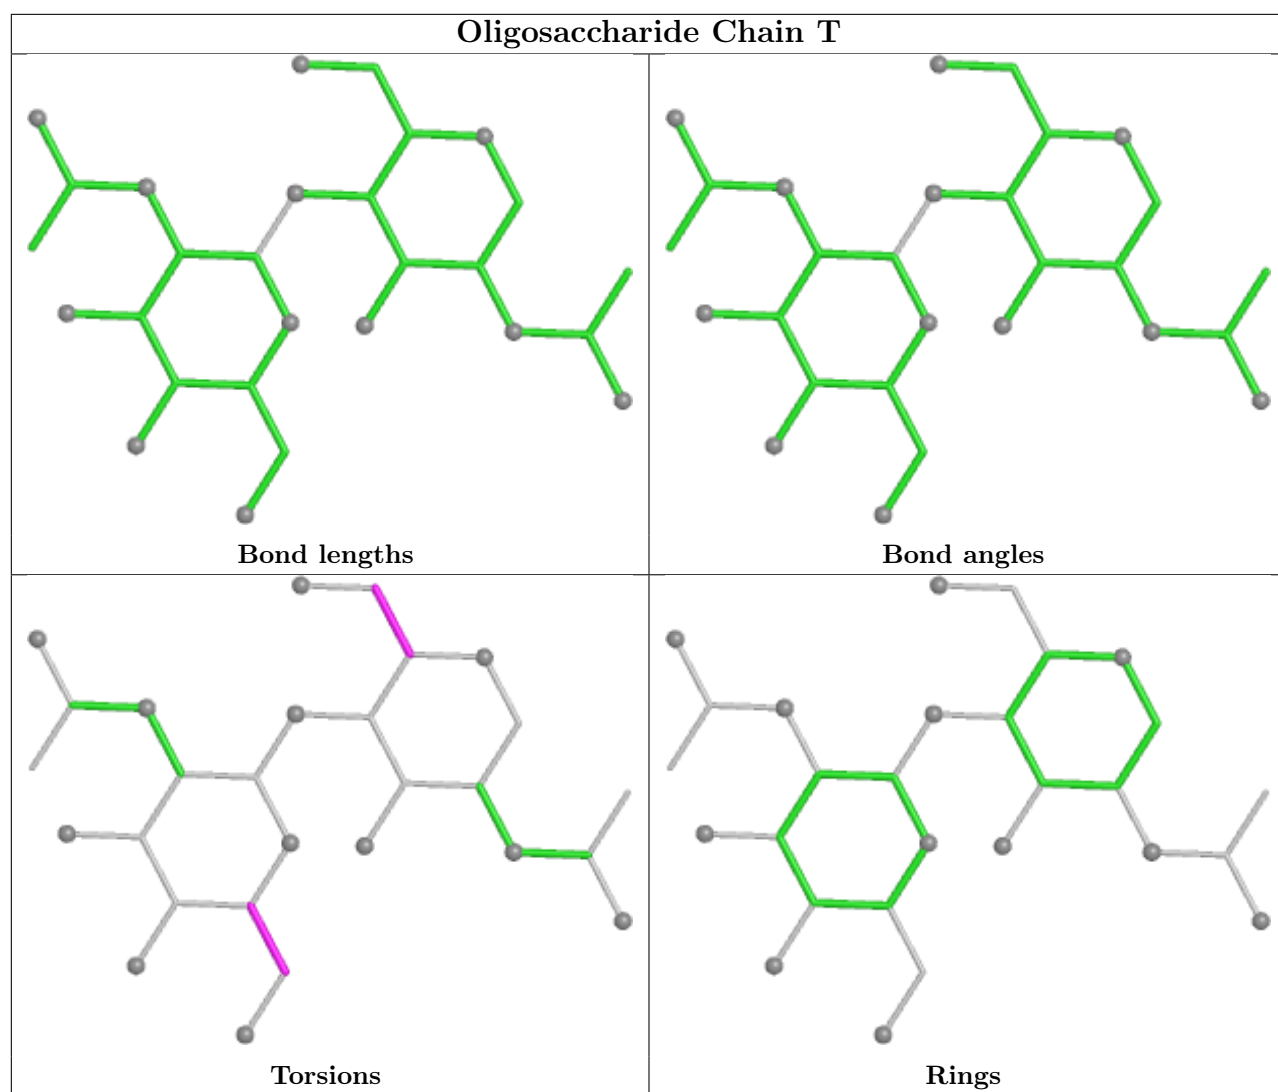 Oligosaccharide Chain T
Bond lengths
Bond angles
Torsions
Rings